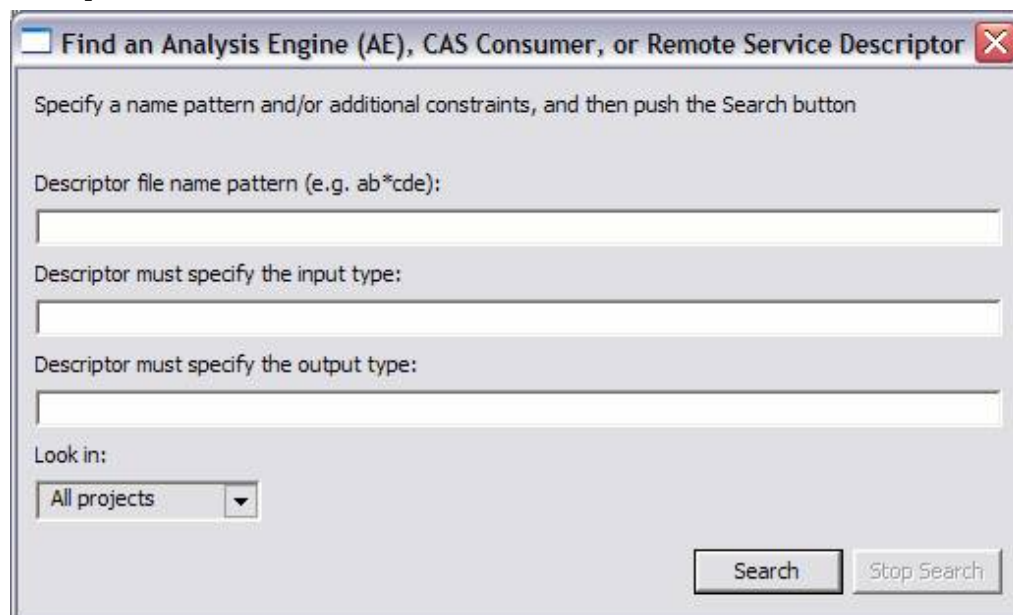 Find an Analysis Engine (AE), CAS Consumer, or Remote Service Descriptor
Specify a name pattern and/or additional constraints, and then push the Search button
Descriptor file name pattern (e.g. ab*cde):
Descriptor must specify the input type:
Descriptor must specify the output type:
Look in:
All projects
Search Stop Search